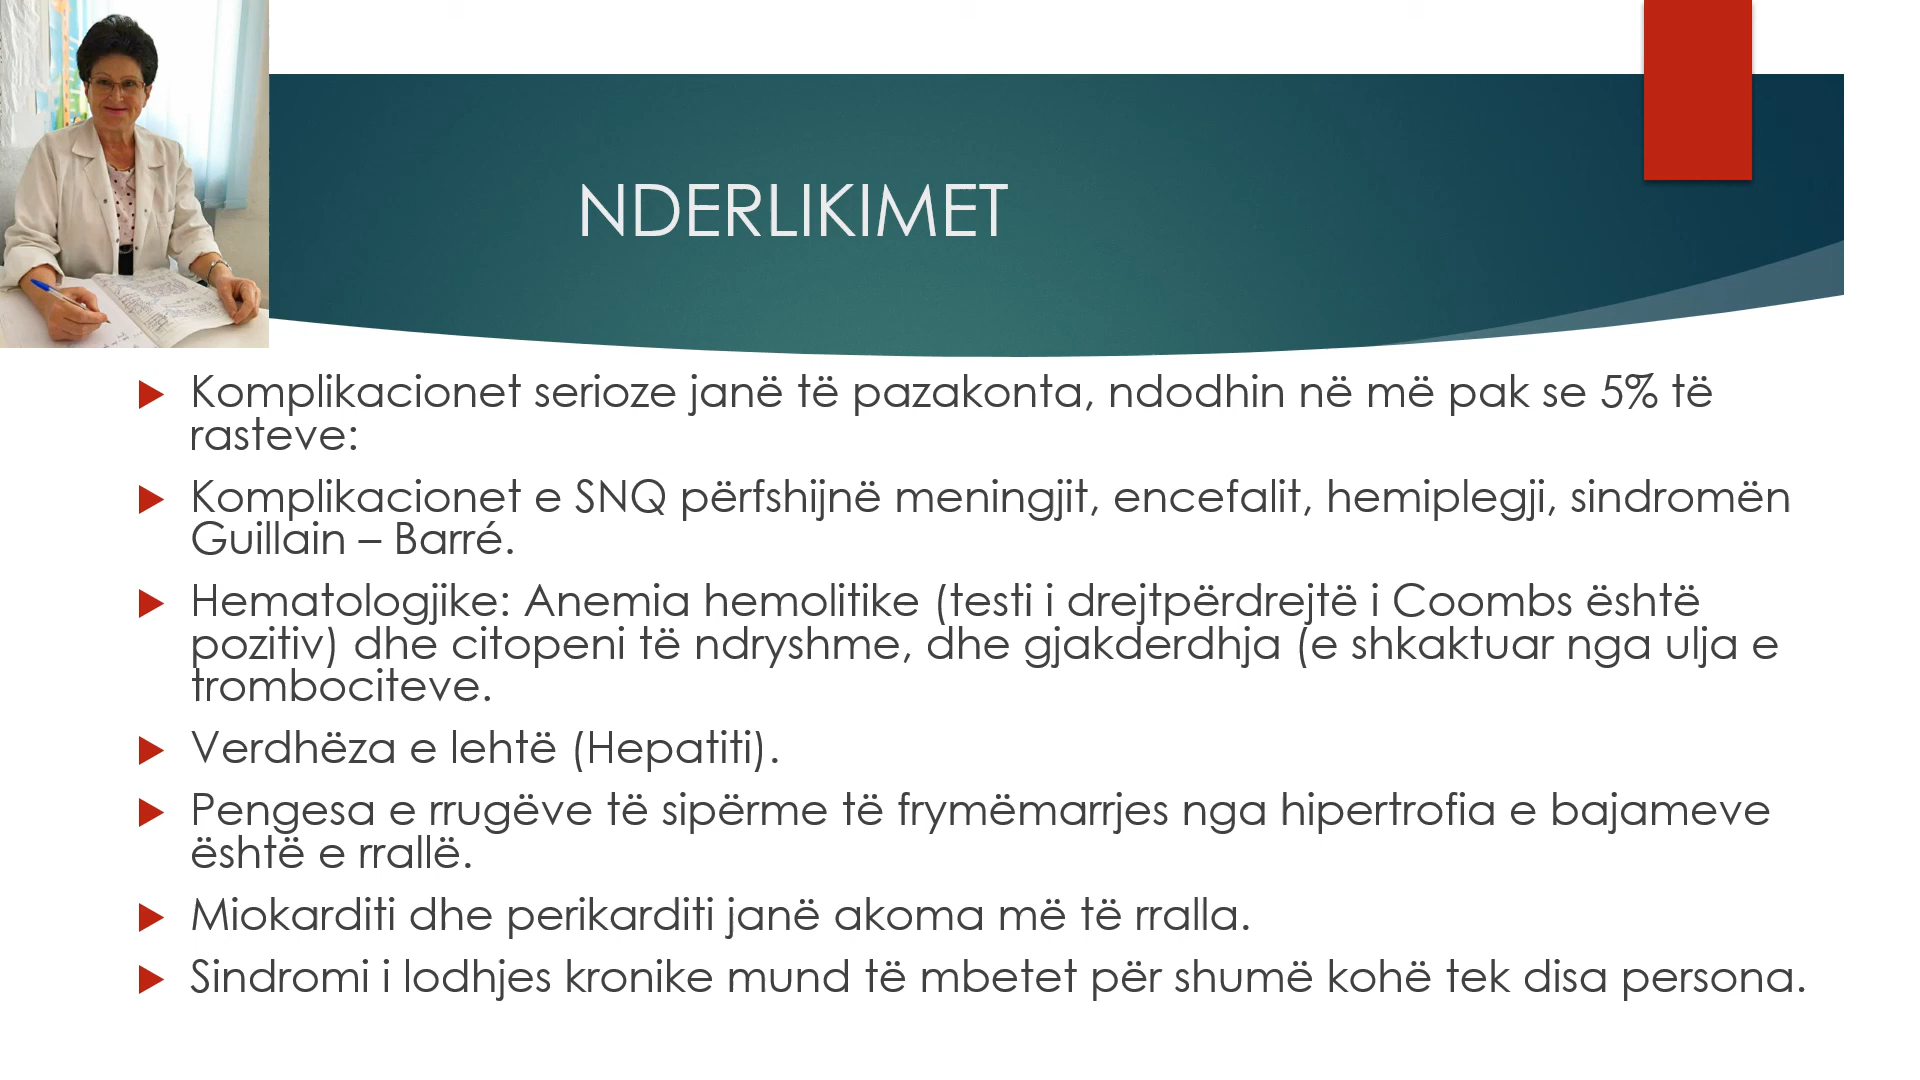 NDERLIKIMET
Komplikacionet serioze janë të pazakonta, ndodhin në më pak se 5% të
rasteve:
Komplikacionet e SNQ përfshijnë meningjit, encefalit, hemiplegji, sindromën
Guillain – Barré.
Hematologjike: Anemia hemolitike (testi i drejtpërdrejtë i Coombs është
pozitiv) dhe citopeni të ndryshme, dhe gjakderdhja (e shkaktuar nga ulja e
trombociteve.
Verdhëza e lehtë (Hepatiti).
Pengesa e rrugëve të sipërme të frymëmarrjes nga hipertrofia e bajameve
është e rrallë.
Miokarditi dhe perikarditi janë akoma më të rralla.
Sindromi i lodhjes kronike mund të mbetet për shumë kohë tek disa persona.